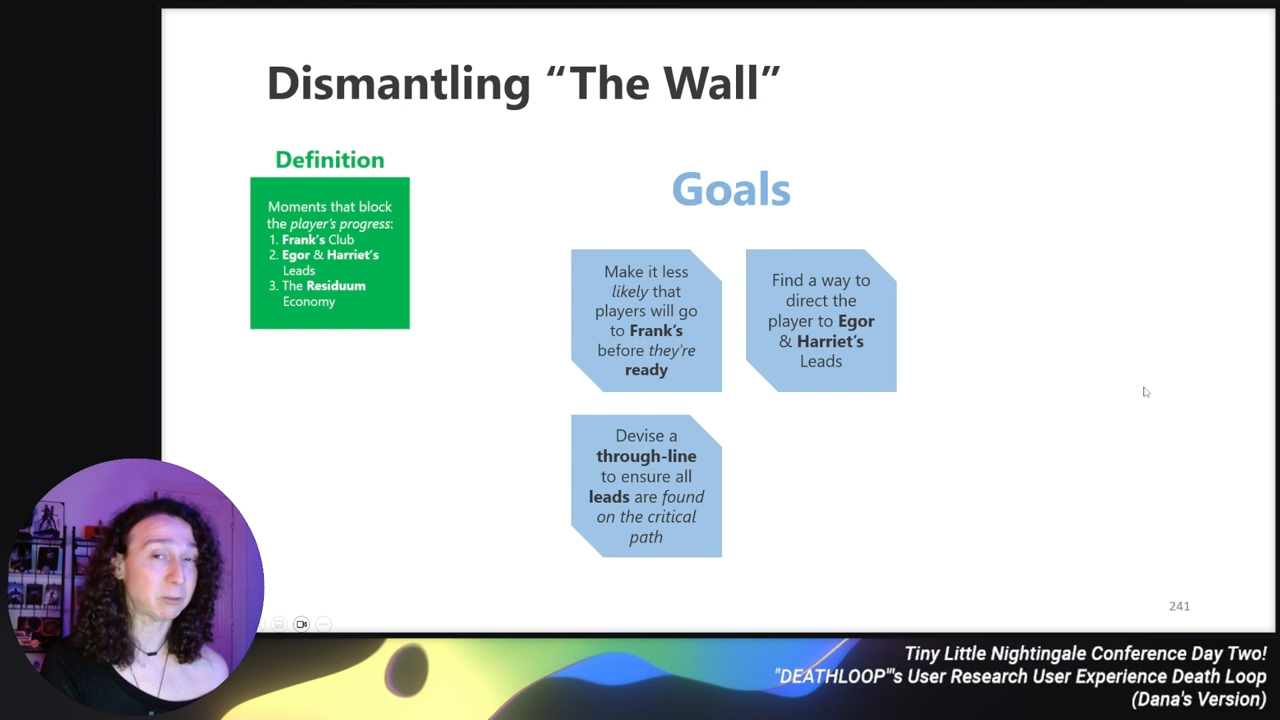 Dismantling “The Wall”
Definition
Moments that block
the player’s progress:
1. Frank’s Club
2. Egor & Harriet’s
Leads
3. The Residuum
Economy
Goals
Make it less
likely that
players will go
to Frank’s
before they're
ready
Find a way to
direct the
player to Egor
& Harriet’s
Leads
Devise a
through-line
to ensure all
leads are found
on the critical
path
241
Tiny Little Nightingale Conference Day Two!
"DEATHLOOP"'s User Research User Experience Death Loop
(Dana's Version)